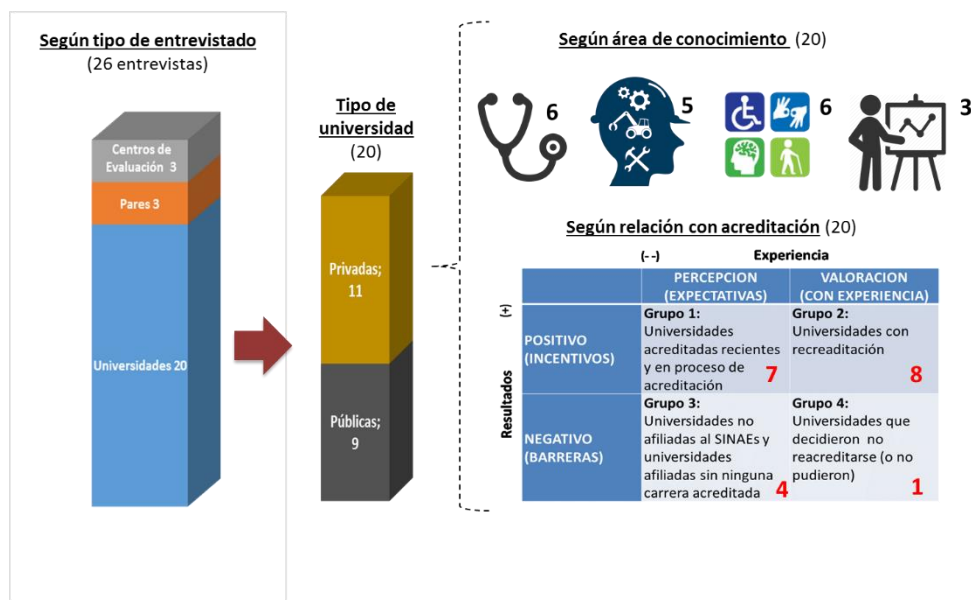 Según tipo de entrevistado
(26 entrevistas)
Centros de
Evaluación 3
Pares 3
Universidades 20
Tipo de
universidad
(20)
Privadas;
11
Públicas;
9
Según área de conocimiento (20)
6
5
6
3
Según relación con acreditación (20)
(--) Experiencia
Resultados (+)
PERCEPCION
(EXPECTATIVAS)
VALORACION
(CON EXPERIENCIA)
POSITIVO
(INCENTIVOS)
Grupo 1:
Universidades
acreditadas recientes
y en proceso de
acreditación
7
Grupo 2:
Universidades con
recreaditación
8
NEGATIVO
(BARRERAS)
Grupo 3:
Universidades no
afiliadas al SINAEs y
universidades
afiliadas sin ninguna
carrera acreditada
4
Grupo 4:
Universidades que
decidieron no
reacreditarse (o no
pudieron)
1